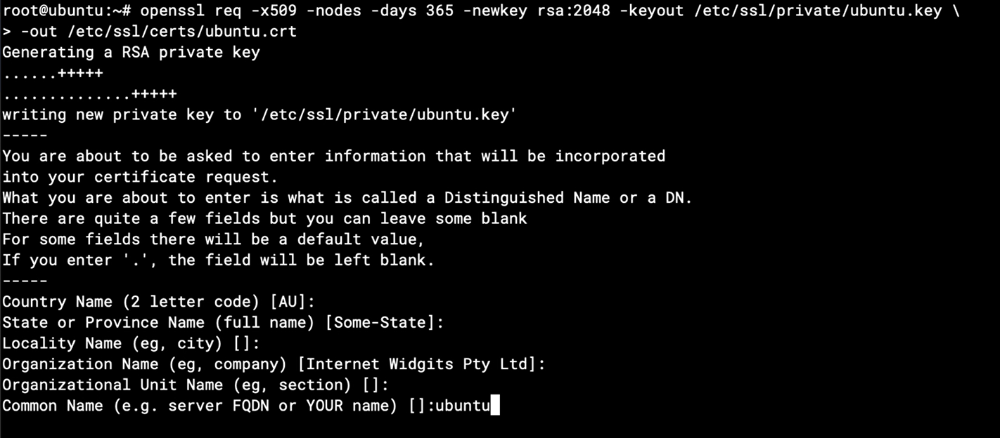 root@ubuntu:~# openssl req -x509 -nodes -days 365 -newkey rsa:2048 -keyout /etc/ssl/private/ubuntu.key \
> -out /etc/ssl/certs/ubuntu.crt
Generating a RSA private key
......+++++
..............+++++
writing new private key to '/etc/ssl/private/ubuntu.key'
-----
You are about to be asked to enter information that will be incorporated
into your certificate request.
What you are about to enter is what is called a Distinguished Name or a DN.
There are quite a few fields but you can leave some blank
For some fields there will be a default value,
If you enter '.', the field will be left blank.
-----
Country Name (2 letter code) [AU]:
State or Province Name (full name) [Some-State]:
Locality Name (eg, city) []:
Organization Name (eg, company) [Internet Widgits Pty Ltd]:
Organizational Unit Name (eg, section) []:
Common Name (e.g. server FQDN or YOUR name) []:ubuntu